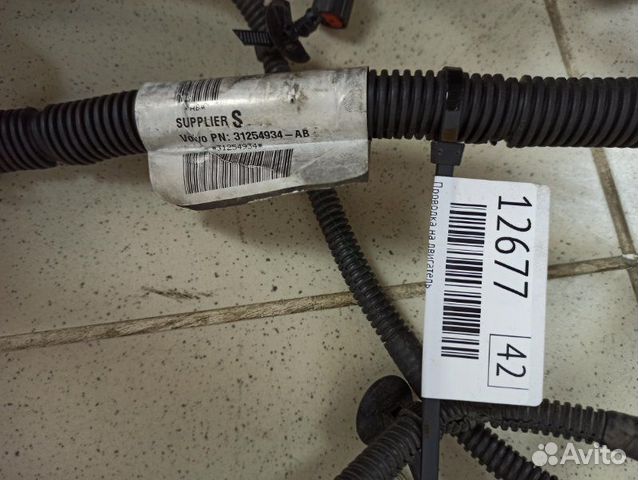 SUPPLIER S
Volvo PN: 31254934-AB
*31254934*
12677
42
Проводка на двигатель
Avito